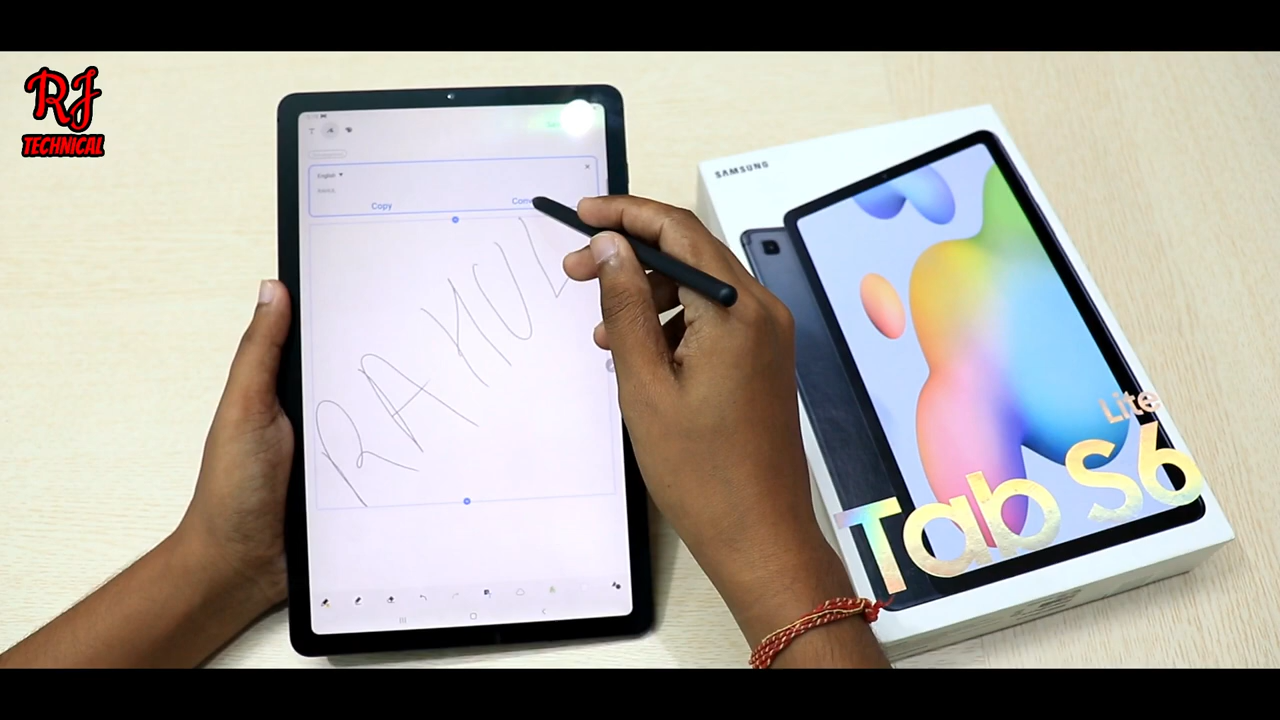 RJ
TECHNICAL
English
Copy
RAHUL
SAMSUNG
Tab S6
Lite